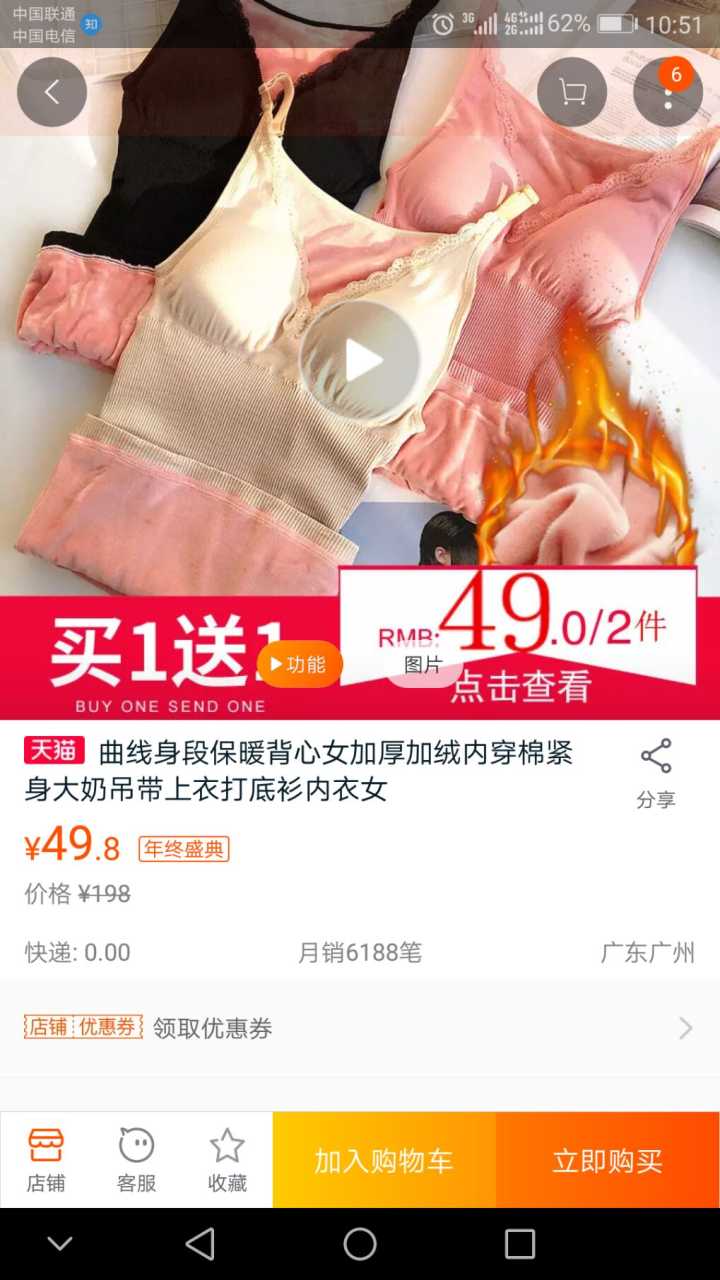 中国联通
中国电信
知
3G
4G
2G
62%
10:51
6
买1送1
BUY ONE SEND ONE
RMB:49.0/2件
点击查看
功能
图片
天猫 曲线身段保暖背心女加厚加绒内穿棉紧
身大奶吊带上衣打底衫内衣女
分享
¥49.8 年终盛典
价格 ¥198
快递: 0.00 月销6188笔 广东广州
店铺 优惠券 领取优惠券
店铺 客服 收藏 加入购物车 立即购买